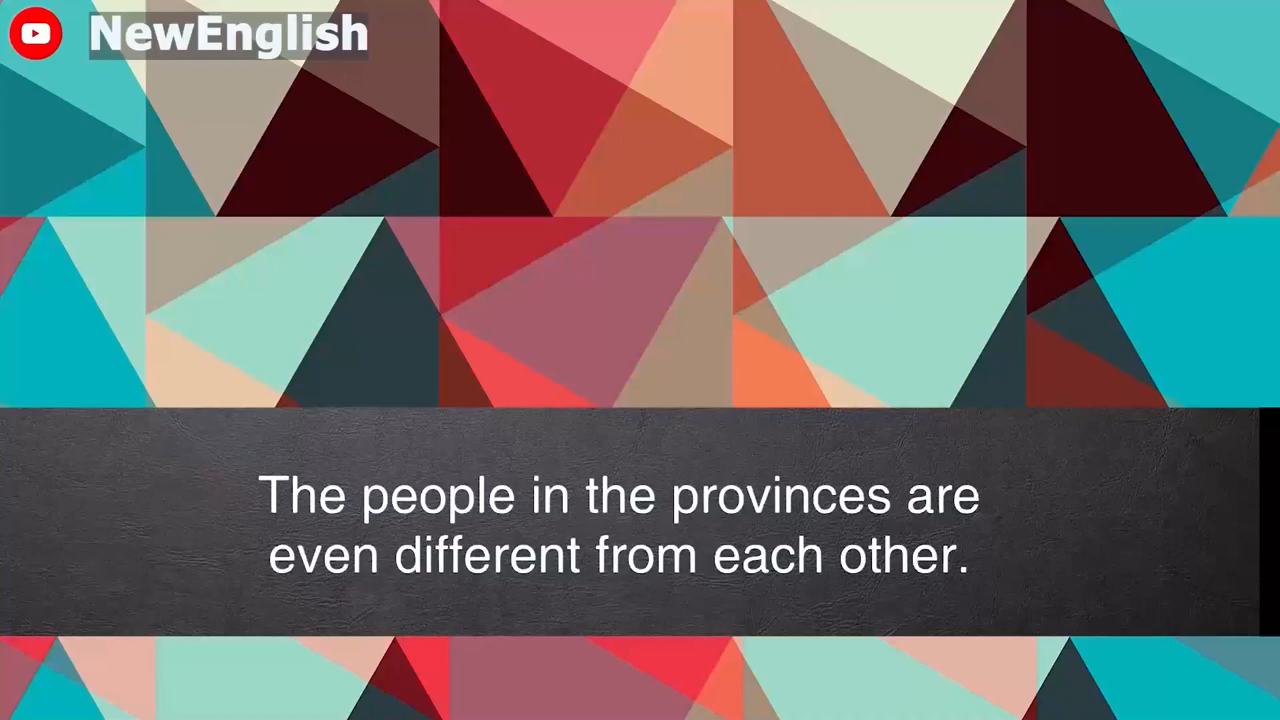 NewEnglish
The people in the provinces are
even different from each other.